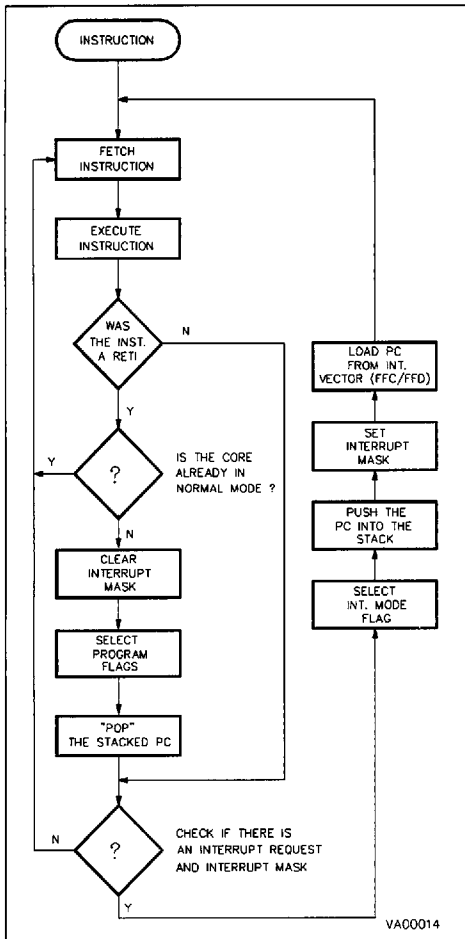 INSTRUCTION
FETCH
INSTRUCTION
EXECUTE
INSTRUCTION
WAS
THE INST.
A RETI
N
Y
?
IS THE CORE
ALREADY IN
NORMAL MODE ?
Y
N
CLEAR
INTERRUPT
MASK
SELECT
PROGRAM
FLAGS
"POP"
THE STACKED PC
?
CHECK IF THERE IS
AN INTERRUPT REQUEST
AND INTERRUPT MASK
N
Y
LOAD PC
FROM INT.
VECTOR (FFC/FFD)
SET
INTERRUPT
MASK
PUSH THE
PC INTO THE
STACK
SELECT
INT. MODE
FLAG
VA00014